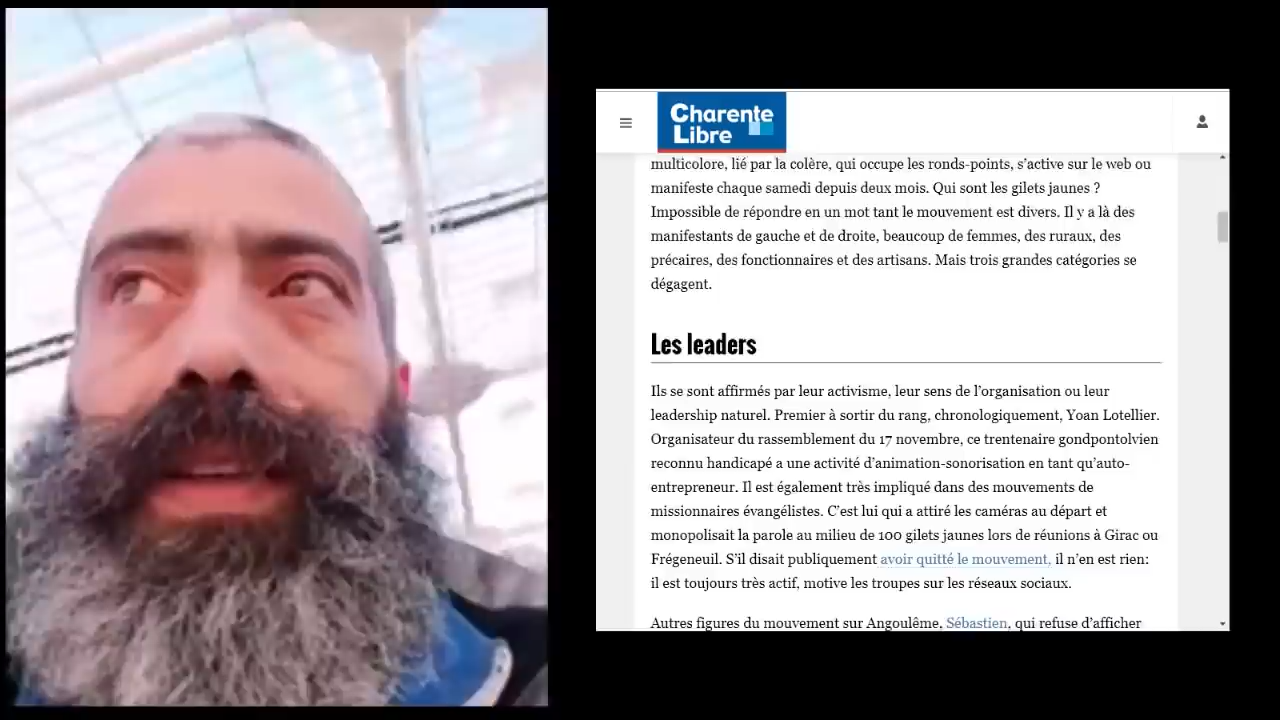 Charente
Libre
multicolore, lié par la colère, qui occupe les ronds-points, s'active sur le web ou
manifeste chaque samedi depuis deux mois. Qui sont les gilets jaunes ?
Impossible de répondre en un mot tant le mouvement est divers. Il y a là des
manifestants de gauche et de droite, beaucoup de femmes, des ruraux, des
précaires, des fonctionnaires et des artisans. Mais trois grandes catégories se
dégagent.
Les leaders
Ils se sont affirmés par leur activisme, leur sens de l'organisation ou leur
leadership naturel. Premier à sortir du rang, chronologiquement, Yoan Lotellier.
Organisateur du rassemblement du 17 novembre, ce trentenaire gondpontolvien
reconnu handicapé a une activité d'animation-sonorisation en tant qu'auto-
entrepreneur. Il est également très impliqué dans des mouvements de
missionnaires évangélistes. C'est lui qui a attiré les caméras au départ et
monopolisait la parole au milieu de 100 gilets jaunes lors de réunions à Girac ou
Frégeneuil. S'il disait publiquement avoir quitté le mouvement, il n'en est rien:
il est toujours très actif, motive les troupes sur les réseaux sociaux.
Autres figures du mouvement sur Angoulême, Sébastien, qui refuse d'afficher